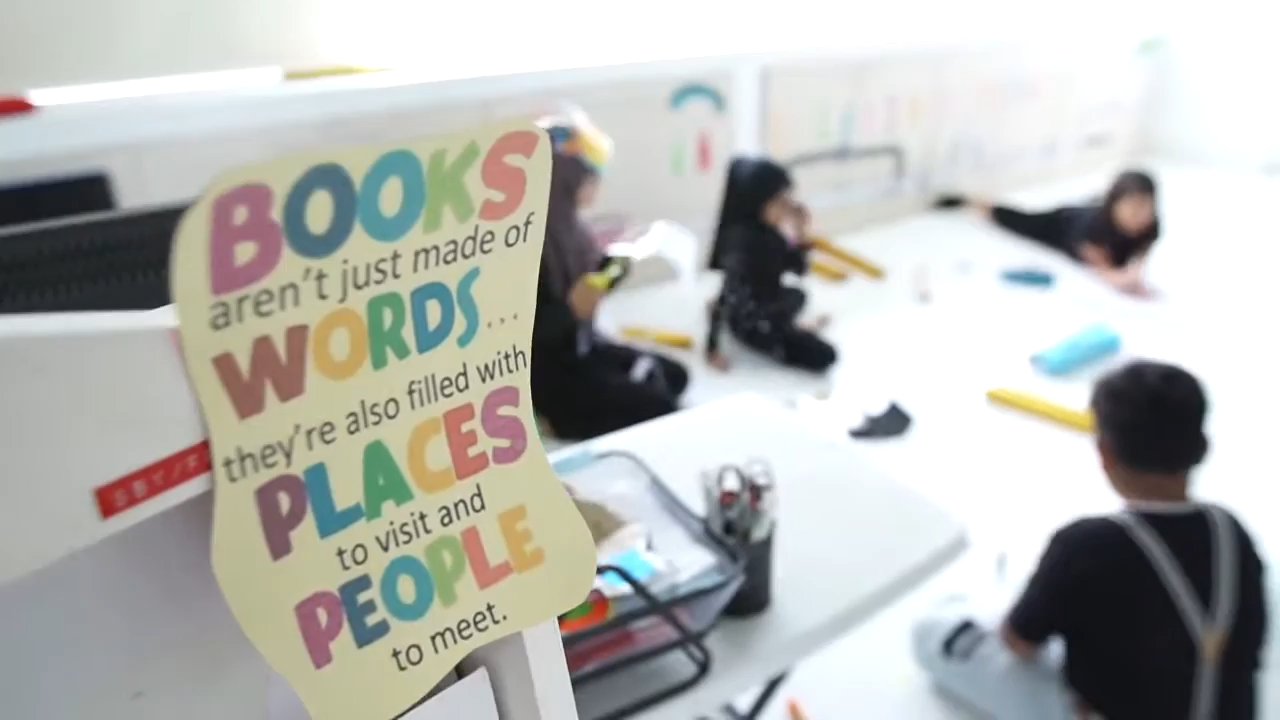 BOOKS
aren't just made of
WORDS...
they're also filled with
PLACES
to visit and
PEOPLE
to meet.